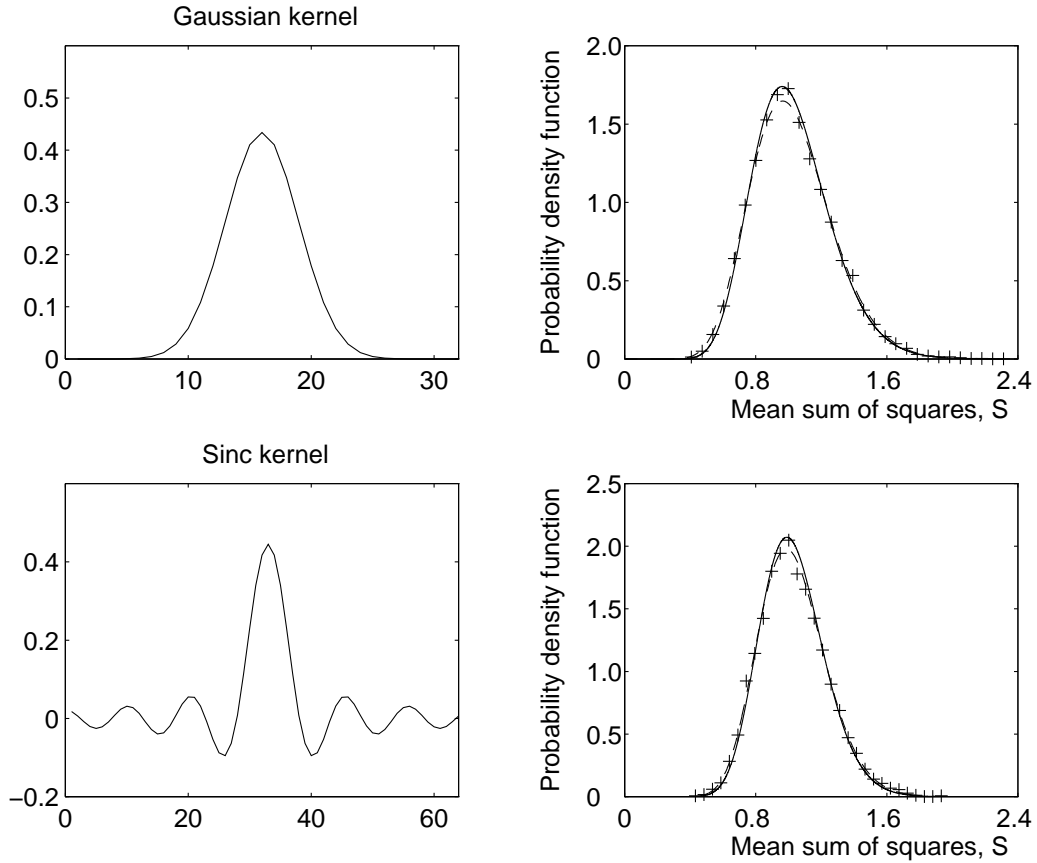 Gaussian kernel
0.5
0.4
0.3
0.2
0.1
0
0 10 20 30
Probability density function
2.0
1.5
1.0
0.5
0
0 0.8 1.6 2.4
Mean sum of squares, S
Sinc kernel
0.4
0.2
0
−0.2
0 20 40 60
Probability density function
2.5
2.0
1.5
1.0
0.5
0
0 0.8 1.6 2.4
Mean sum of squares, S